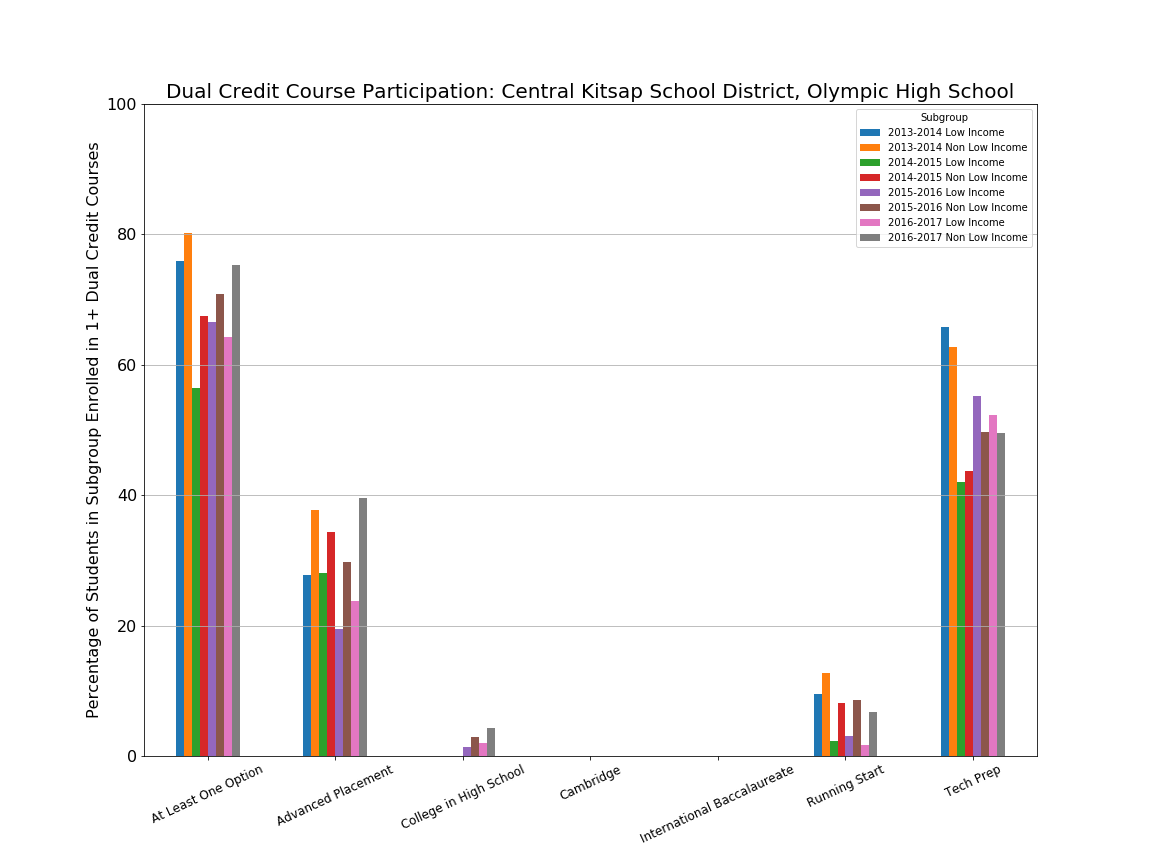 Dual Credit Course Participation: Central Kitsap School District, Olympic High School
Percentage of Students in Subgroup Enrolled in 1+ Dual Credit Courses
100
80
60
40
20
0
Subgroup
2013-2014 Low Income
2013-2014 Non Low Income
2014-2015 Low Income
2014-2015 Non Low Income
2015-2016 Low Income
2015-2016 Non Low Income
2016-2017 Low Income
2016-2017 Non Low Income
At Least One Option
Advanced Placement
College in High School
Cambridge
International Baccalaureate
Running Start
Tech Prep